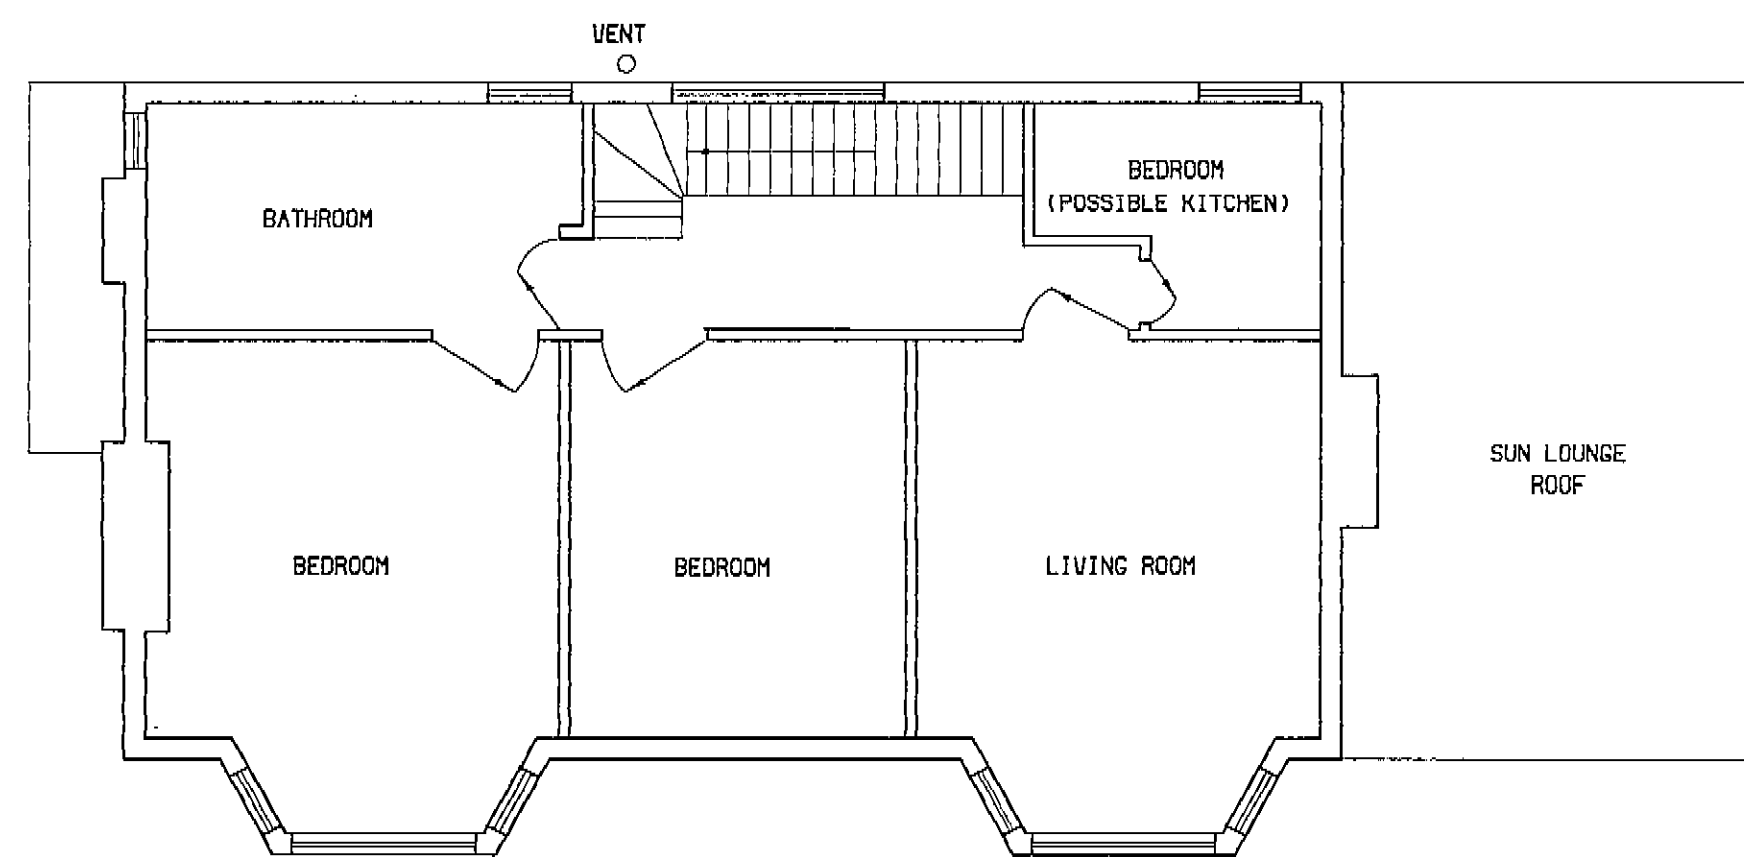 VENT
BEDROOM
(POSSIBLE KITCHEN)
BATHROOM
SUN LOUNGE
ROOF
BEDROOM
BEDROOM
LIVING ROOM